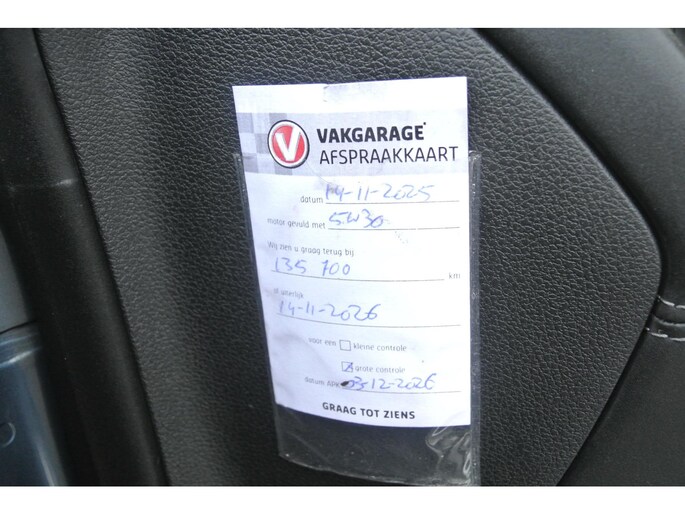 VAKGARAGE
AFSPRAAKKAART
datum 14-11-2025
motor gevuld met 5W30
Wij zien u graag terug bij
135 700 km
of uiterlijk
14-11-2026
voor een kleine controle
grote controle
datum APK 03-12-2026
GRAAG TOT ZIENS